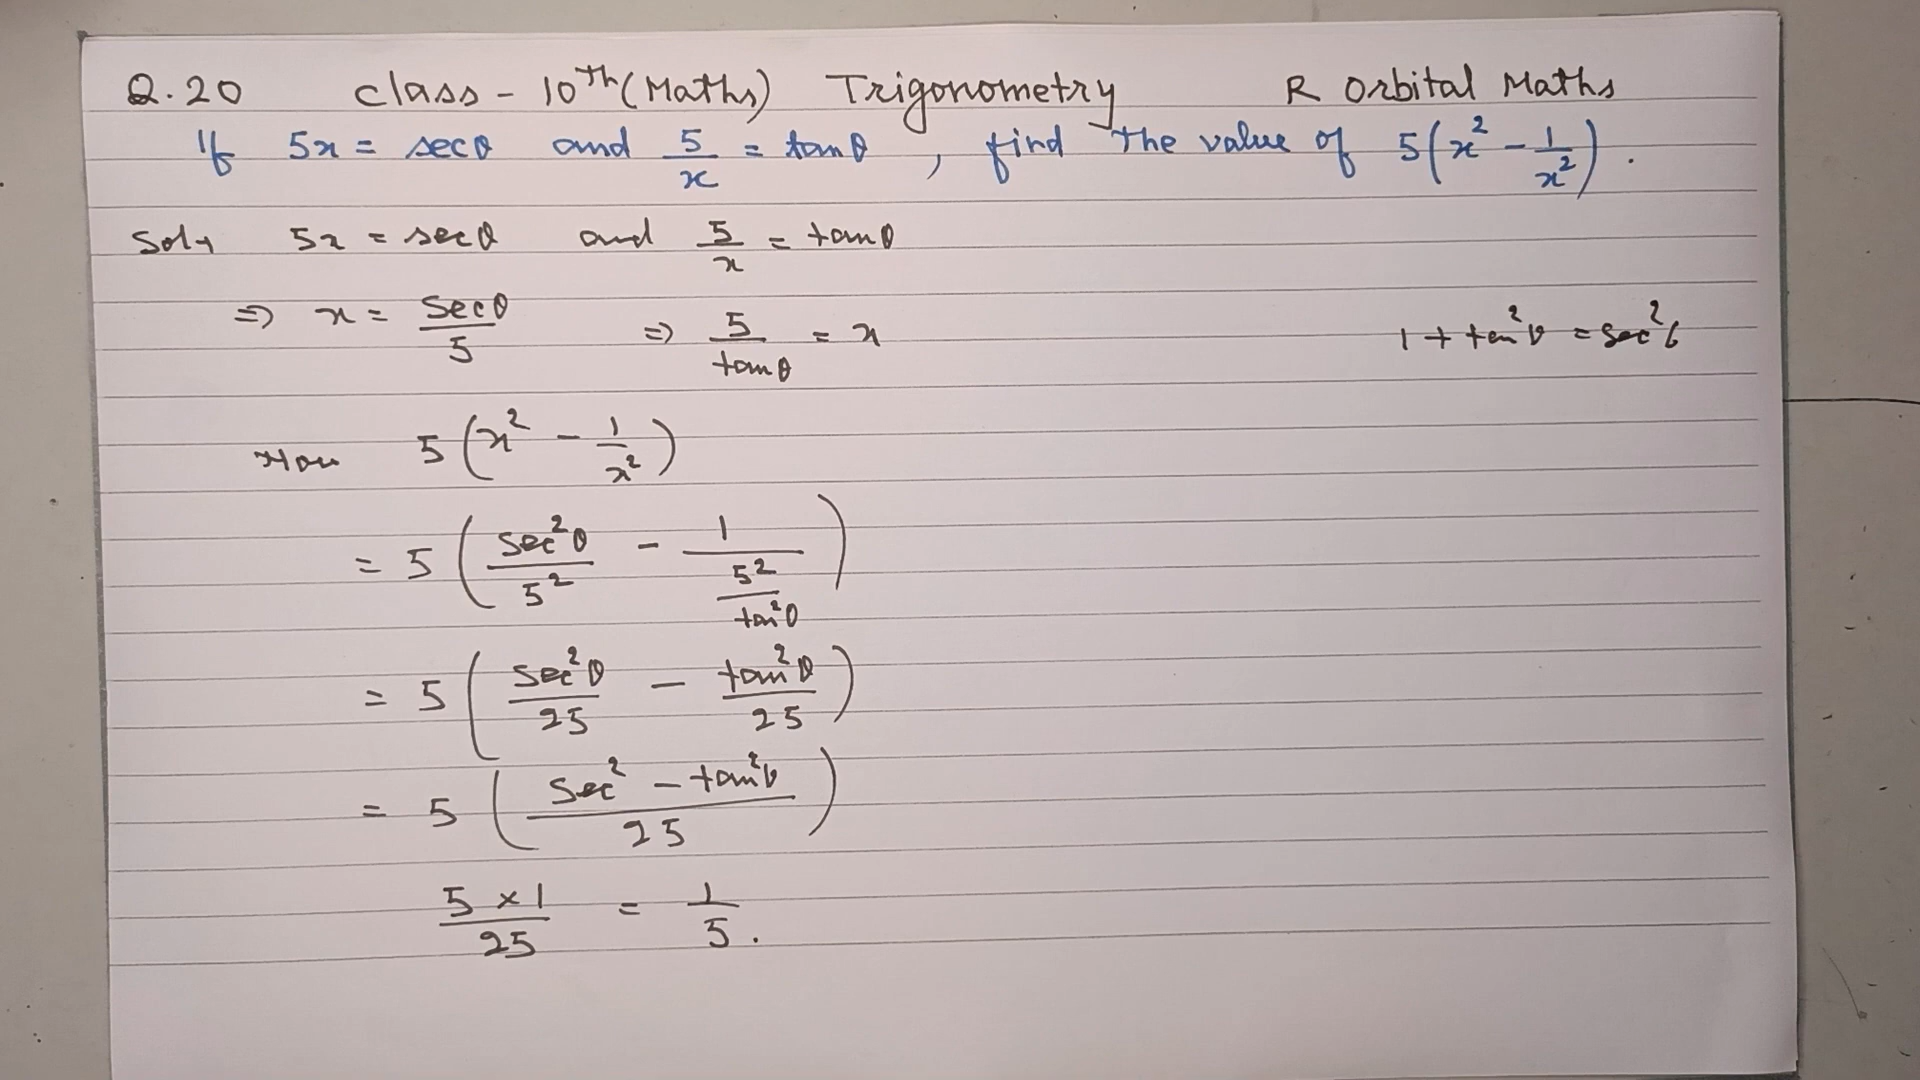 Q.20 Class - 10Th (Maths) Trigonometry R Orbital Maths
If 5x = secθ and 5/x = tanθ, find the value of 5(x² - 1/x²).
Soln 5x = secθ and 5/x = tanθ
⇒ x = secθ/5 ⇒ 5/tanθ = x 1 + tan²θ = sec²θ
Now 5(x² - 1/x²)
= 5(sec²θ/5² - 1/(5²/tan²θ))
= 5(sec²θ/25 - tan²θ/25)
= 5((sec² - tan²θ)/25)
5×1/25 = 1/5.